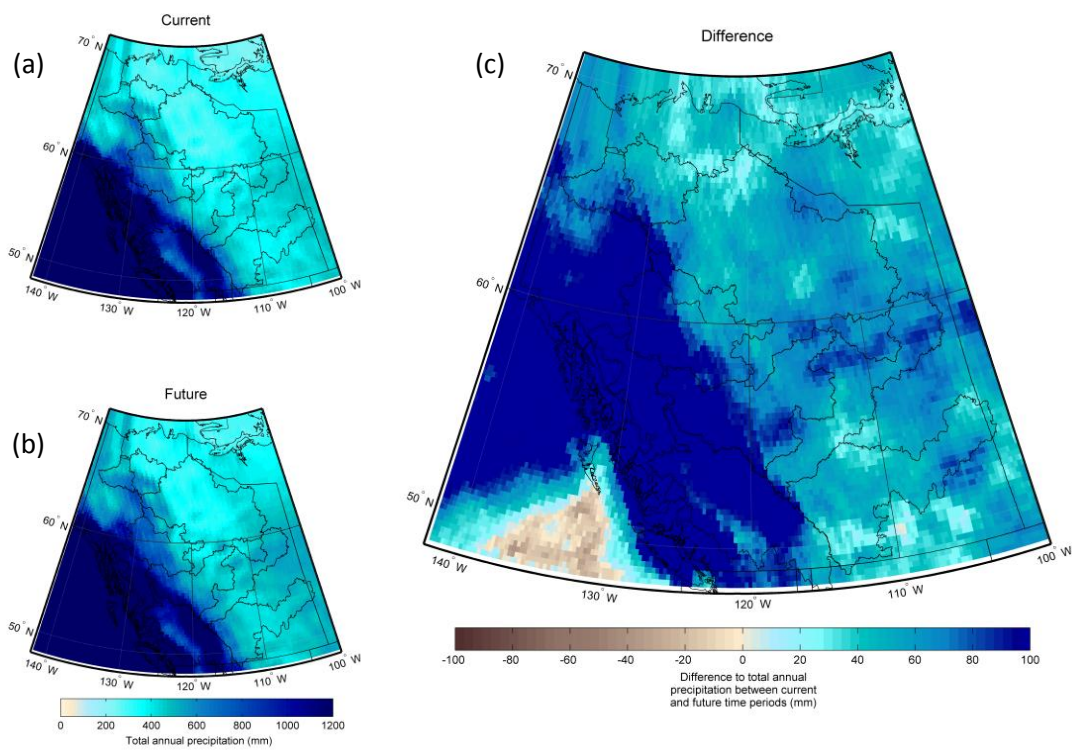 Current
(a)
70° N
60° N
50° N
140° W
130° W
120° W
110° W
100° W
Future
(b)
70° N
60° N
50° N
140° W
130° W
120° W
110° W
100° W
0 200 400 600 800 1000 1200
Total annual precipitation (mm)
Difference
(c)
70° N
60° N
50° N
140° W
130° W
120° W
110° W
100° W
-100 -80 -60 -40 -20 0 20 40 60 80 100
Difference to total annual
precipitation between current
and future time periods (mm)